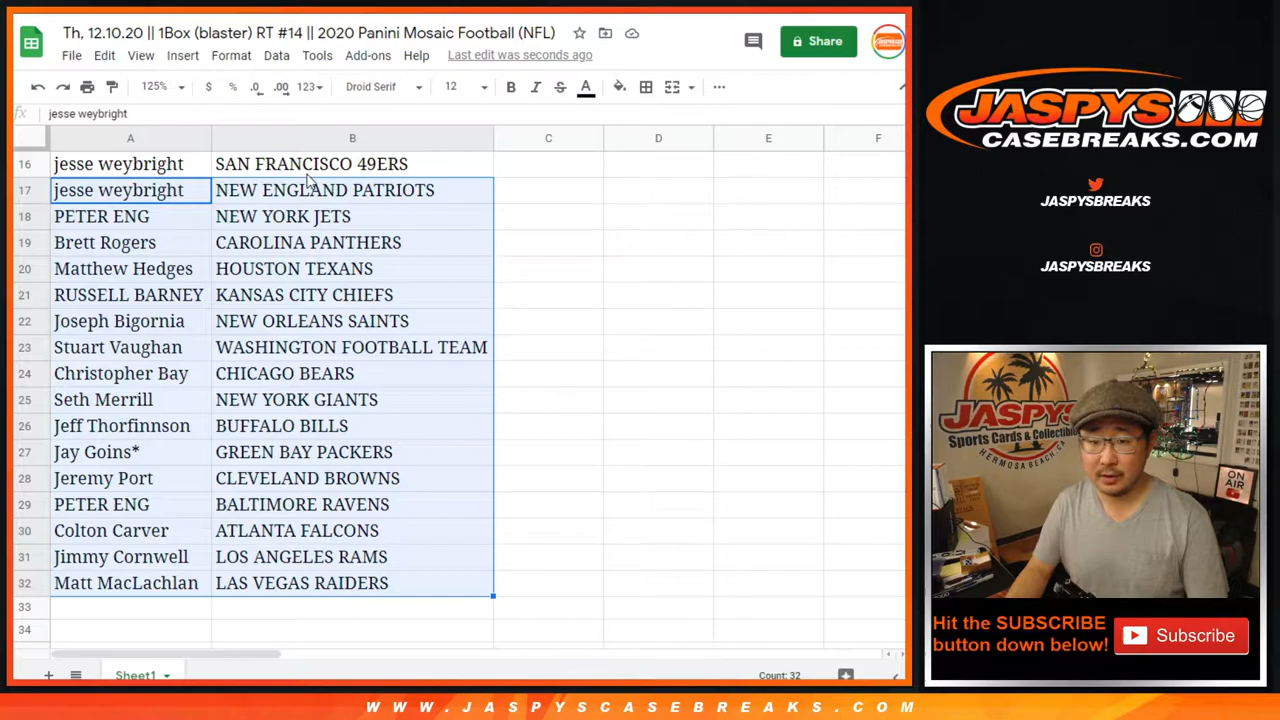 Th, 12.10.20 || 1Box (blaster) RT #14 || 2020 Panini Mosaic Football (NFL)
File Edit View Insert Format Data Tools Add-ons Help Last edit was seconds ago
Share
125% $ % .0 .00 123 Droid Serif 12 B I S A
fx jesse weybright
A B C D E F
16 jesse weybright SAN FRANCISCO 49ERS
17 jesse weybright NEW ENGLAND PATRIOTS
18 PETER ENG NEW YORK JETS
19 Brett Rogers CAROLINA PANTHERS
20 Matthew Hedges HOUSTON TEXANS
21 RUSSELL BARNEY KANSAS CITY CHIEFS
22 Joseph Bigornia NEW ORLEANS SAINTS
23 Stuart Vaughan WASHINGTON FOOTBALL TEAM
24 Christopher Bay CHICAGO BEARS
25 Seth Merrill NEW YORK GIANTS
26 Jeff Thorfinnson BUFFALO BILLS
27 Jay Goins* GREEN BAY PACKERS
28 Jeremy Port CLEVELAND BROWNS
29 PETER ENG BALTIMORE RAVENS
30 Colton Carver ATLANTA FALCONS
31 Jimmy Cornwell LOS ANGELES RAMS
32 Matt MacLachlan LAS VEGAS RAIDERS
33
34
Sheet1
Count: 32
JASPYS
CASEBREAKS.COM
JASPYSBREAKS
JASPYSBREAKS
JASPYS
Sports Cards & Collectibles
HERMOSA BEACH, CA
ON AIR
Hit the SUBSCRIBE
button down below!
Subscribe
WWW.JASPYSCASEBREAKS.COM